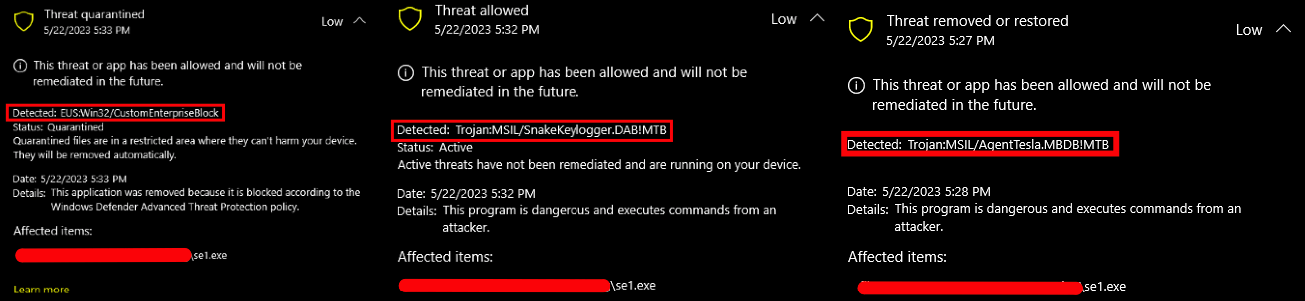 Threat quarantined
5/22/2023 5:33 PM
Low
This threat or app has been allowed and will not be
remediated in the future.
Detected: EUS:Win32/CustomEnterpriseBlock
Status: Quarantined
Quarantined files are in a restricted area where they can't harm your device.
They will be removed automatically.
Date: 5/22/2023 5:33 PM
Details: This application was removed because it is blocked according to the
Windows Defender Advanced Threat Protection policy.
Affected items:
\se1.exe
Learn more
Threat allowed
5/22/2023 5:32 PM
Low
This threat or app has been allowed and will not be
remediated in the future.
Detected: Trojan:MSIL/SnakeKeylogger.DAB!MTB
Status: Active
Active threats have not been remediated and are running on your device.
Date: 5/22/2023 5:32 PM
Details: This program is dangerous and executes commands from an
attacker.
Affected items:
\se1.exe
Threat removed or restored
5/22/2023 5:27 PM
Low
This threat or app has been allowed and will not be
remediated in the future.
Detected: Trojan:MSIL/AgentTesla.MBDB!MTB
Date: 5/22/2023 5:28 PM
Details: This program is dangerous and executes commands from an
attacker.
Affected items:
\se1.exe